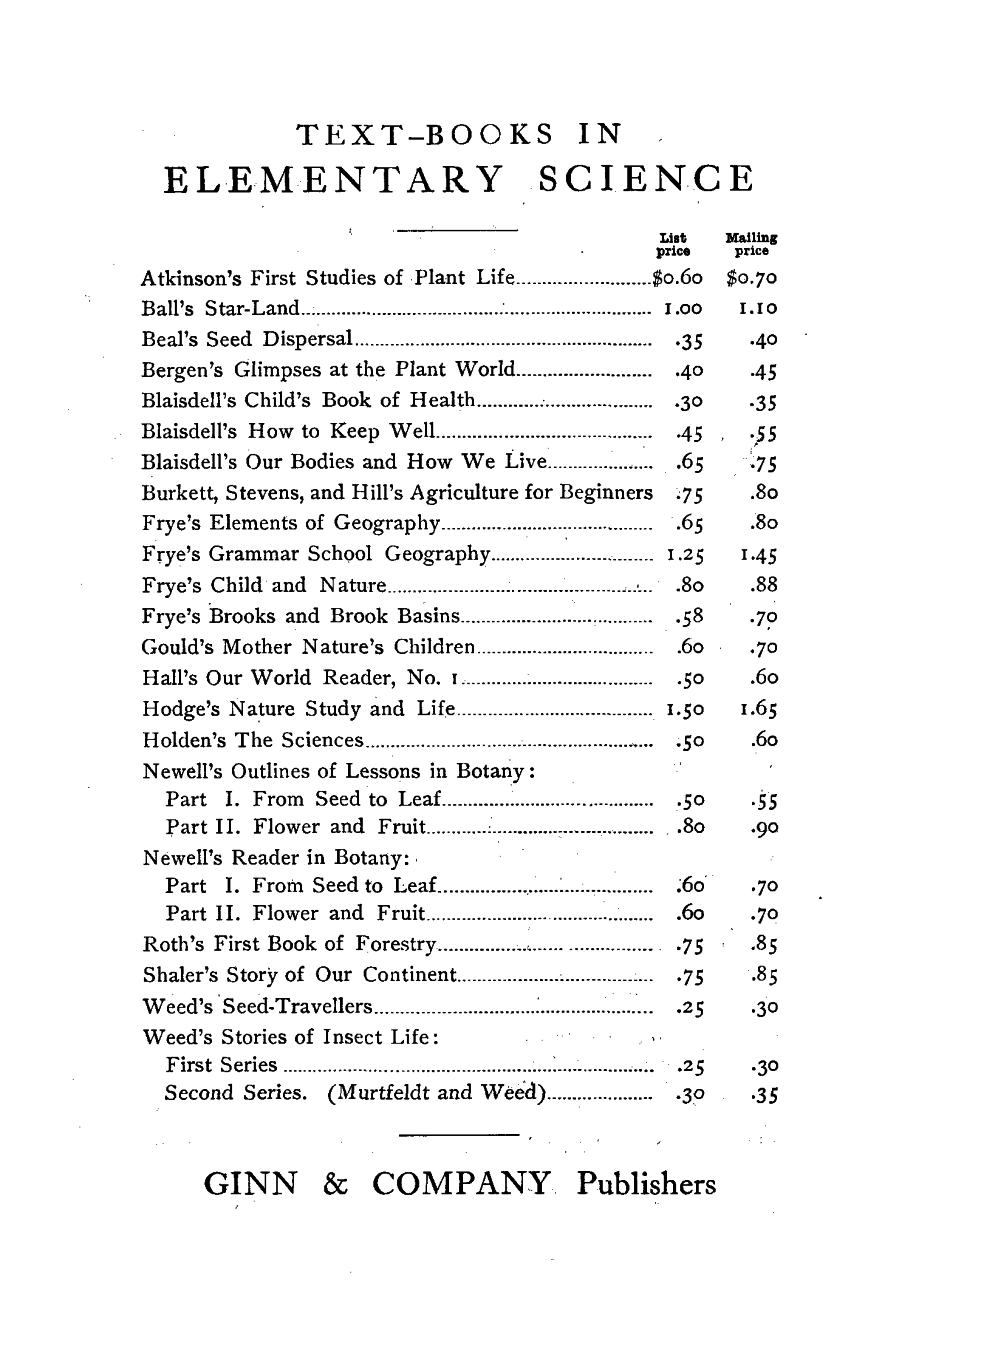 TEXT-BOOKS IN
ELEMENTARY SCIENCE
List price Mailing price
Atkinson's First Studies of Plant Life $0.60 $0.70
Ball's Star-Land 1.00 1.10
Beal's Seed Dispersal .35 .40
Bergen's Glimpses at the Plant World .40 .45
Blaisdell's Child's Book of Health .30 .35
Blaisdell's How to Keep Well .45 .55
Blaisdell's Our Bodies and How We Live .65 .75
Burkett, Stevens, and Hill's Agriculture for Beginners .75 .80
Frye's Elements of Geography .65 .80
Frye's Grammar School Geography 1.25 1.45
Frye's Child and Nature .80 .88
Frye's Brooks and Brook Basins .58 .70
Gould's Mother Nature's Children .60 .70
Hall's Our World Reader, No. 1 .50 .60
Hodge's Nature Study and Life 1.50 1.65
Holden's The Sciences .50 .60
Newell's Outlines of Lessons in Botany:
Part I. From Seed to Leaf .50 .55
Part II. Flower and Fruit .80 .90
Newell's Reader in Botany:
Part I. From Seed to Leaf .60 .70
Part II. Flower and Fruit .60 .70
Roth's First Book of Forestry .75 .85
Shaler's Story of Our Continent .75 .85
Weed's Seed-Travellers .25 .30
Weed's Stories of Insect Life:
First Series .25 .30
Second Series. (Murtfeldt and Weed) .30 .35
GINN & COMPANY Publishers